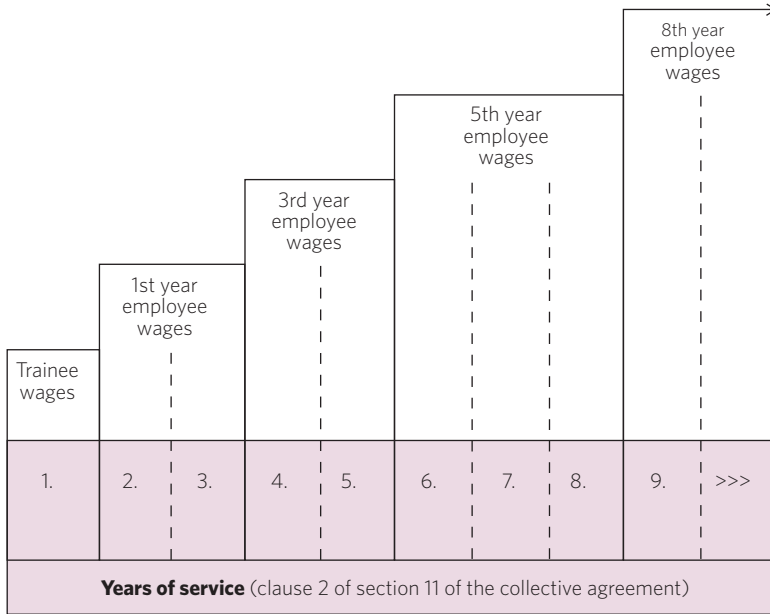 8th year
employee
wages
5th year
employee
wages
3rd year
employee
wages
1st year
employee
wages
Trainee
wages
1. 2. 3. 4. 5. 6. 7. 8. 9. >>>
Years of service (clause 2 of section 11 of the collective agreement)